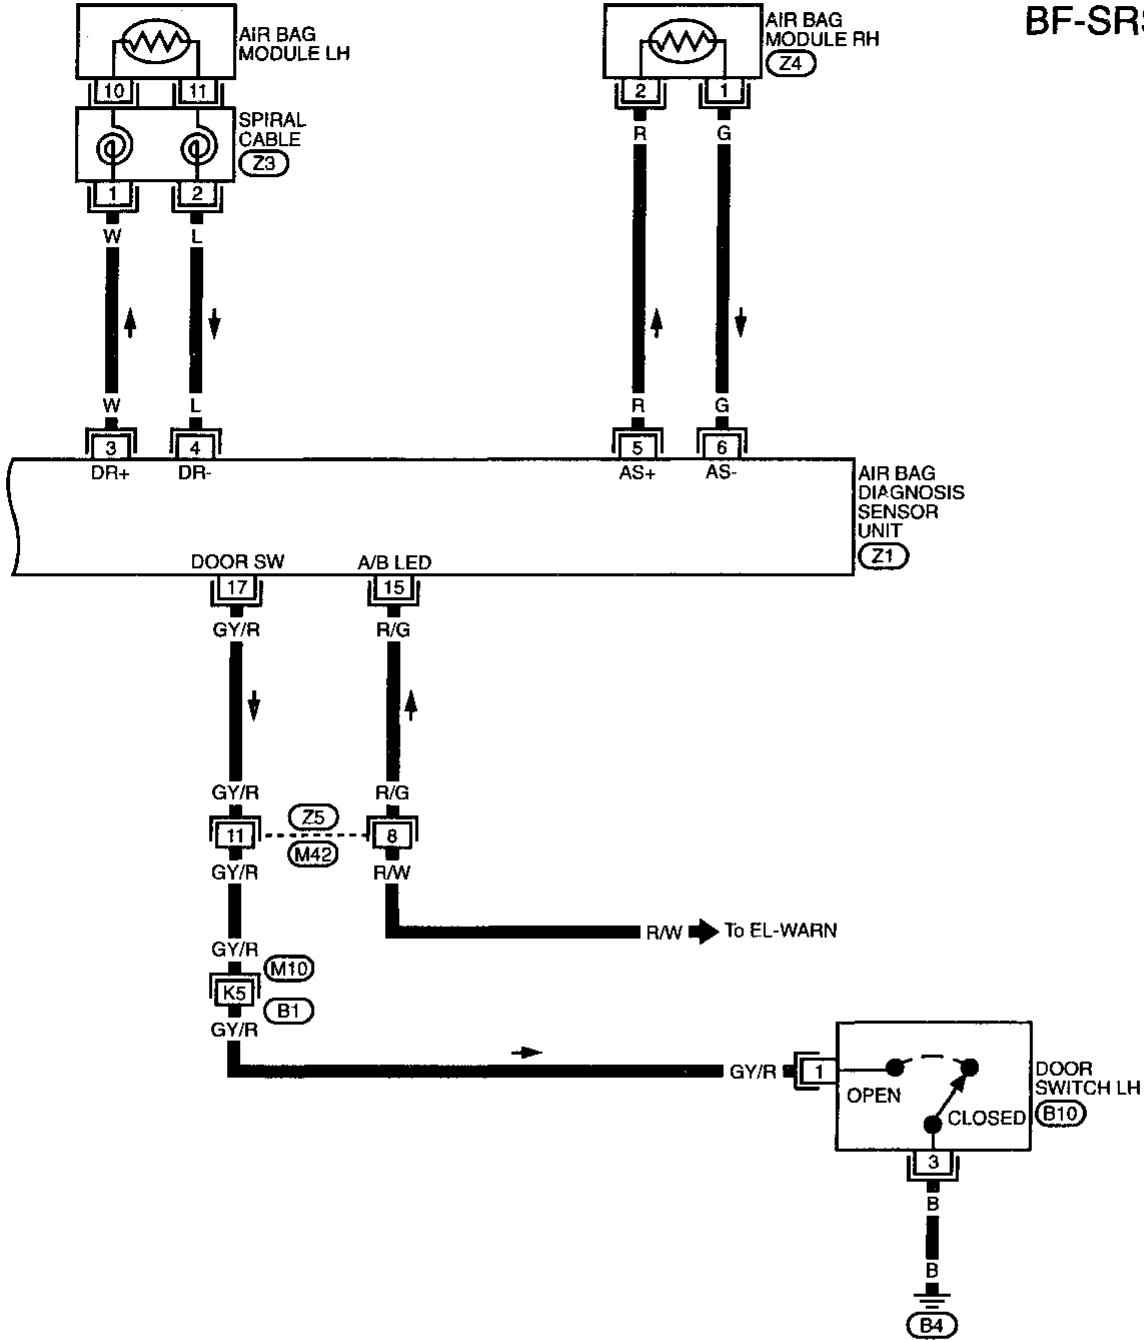 BF-SRS
AIR BAG
MODULE LH
AIR BAG
MODULE RH
Z4
10 11
2 1
SPIRAL
CABLE
Z3
R G
1 2
W L
W L
R G
3 4
5 6
DR+ DR-
AS+ AS-
AIR BAG
DIAGNOSIS
SENSOR
UNIT
Z1
DOOR SW A/B LED
17 15
GY/R R/G
GY/R R/G
Z5
11 8
M42
GY/R R/W
R/W To EL-WARN
GY/R
M10
K5
B1
GY/R
GY/R 1
OPEN
CLOSED
DOOR
SWITCH LH
B10
3
B
B
B4